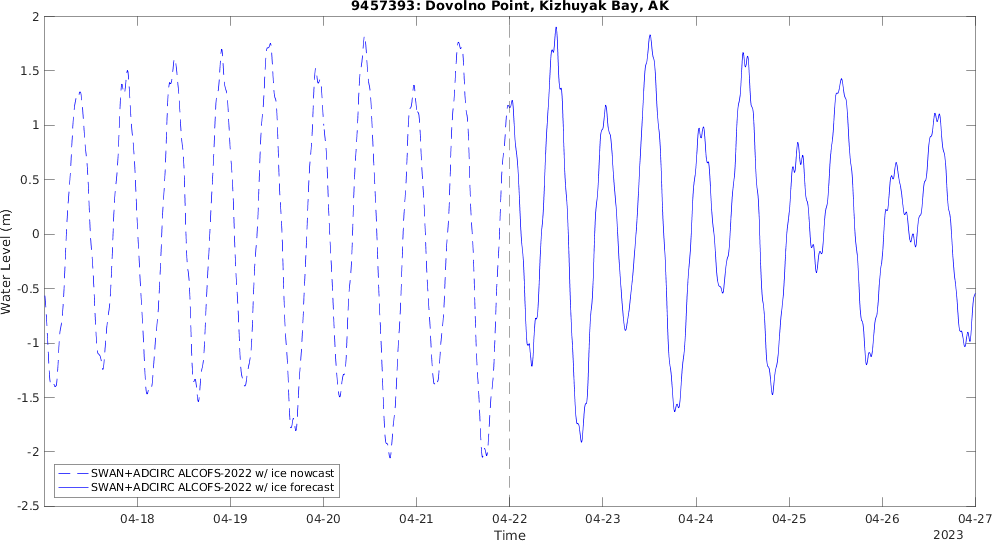 9457393: Dovolno Point, Kizhuyak Bay, AK
2
1.5
1
0.5
0
-0.5
-1
-1.5
-2
-2.5
Water Level (m)
SWAN+ADCIRC ALCOFS-2022 w/ ice nowcast
SWAN+ADCIRC ALCOFS-2022 w/ ice forecast
04-18 04-19 04-20 04-21 04-22 04-23 04-24 04-25 04-26 04-27
Time
2023